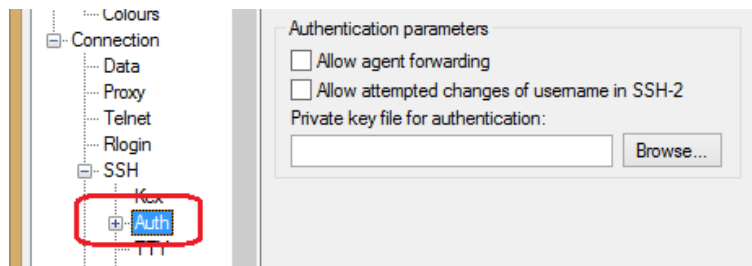 Colours
Connection
Data
Proxy
Telnet
Rlogin
SSH
Kex
Auth
TTY
Authentication parameters
Allow agent forwarding
Allow attempted changes of username in SSH-2
Private key file for authentication:
Browse...